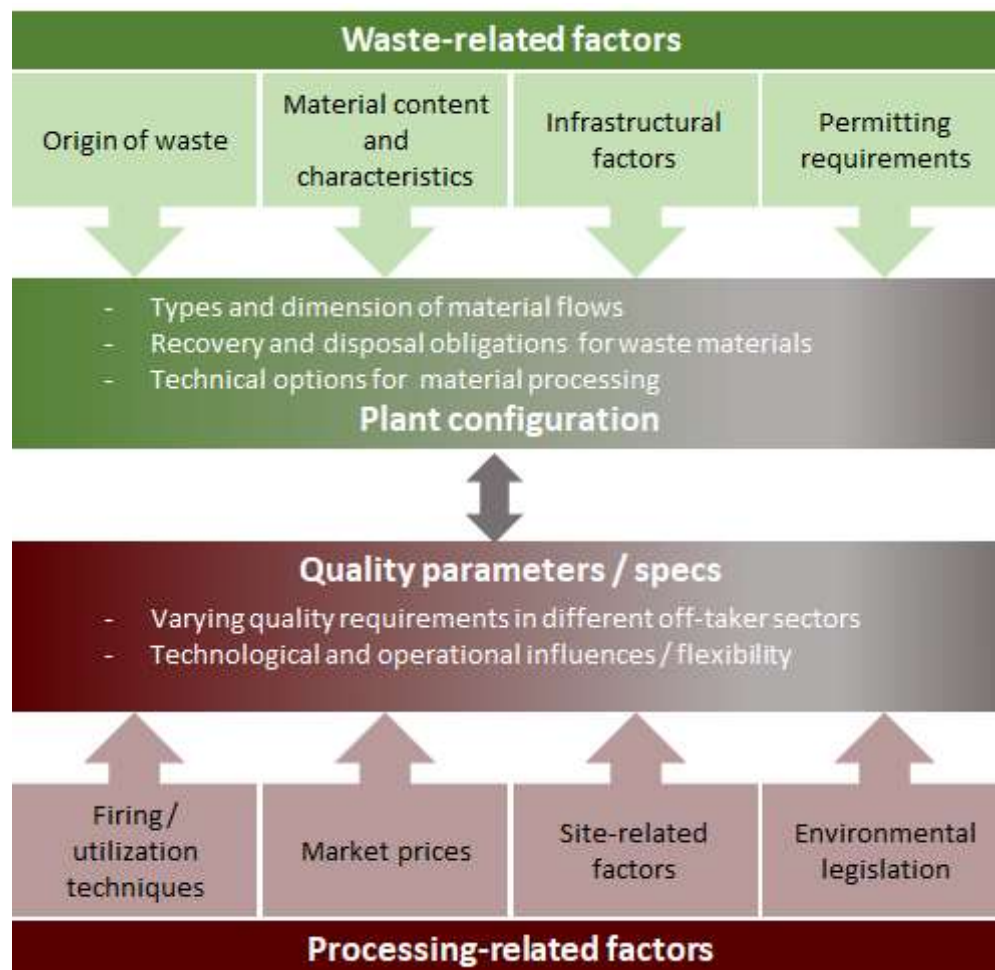 Waste-related factors
Origin of waste
Material content
and
characteristics
Infrastructural
factors
Permitting
requirements
- Types and dimension of material flows
- Recovery and disposal obligations for waste materials
- Technical options for material processing
Plant configuration
Quality parameters / specs
- Varying quality requirements in different off-taker sectors
- Technological and operational influences / flexibility
Firing /
utilization
techniques
Market prices
Site-related
factors
Environmental
legislation
Processing-related factors